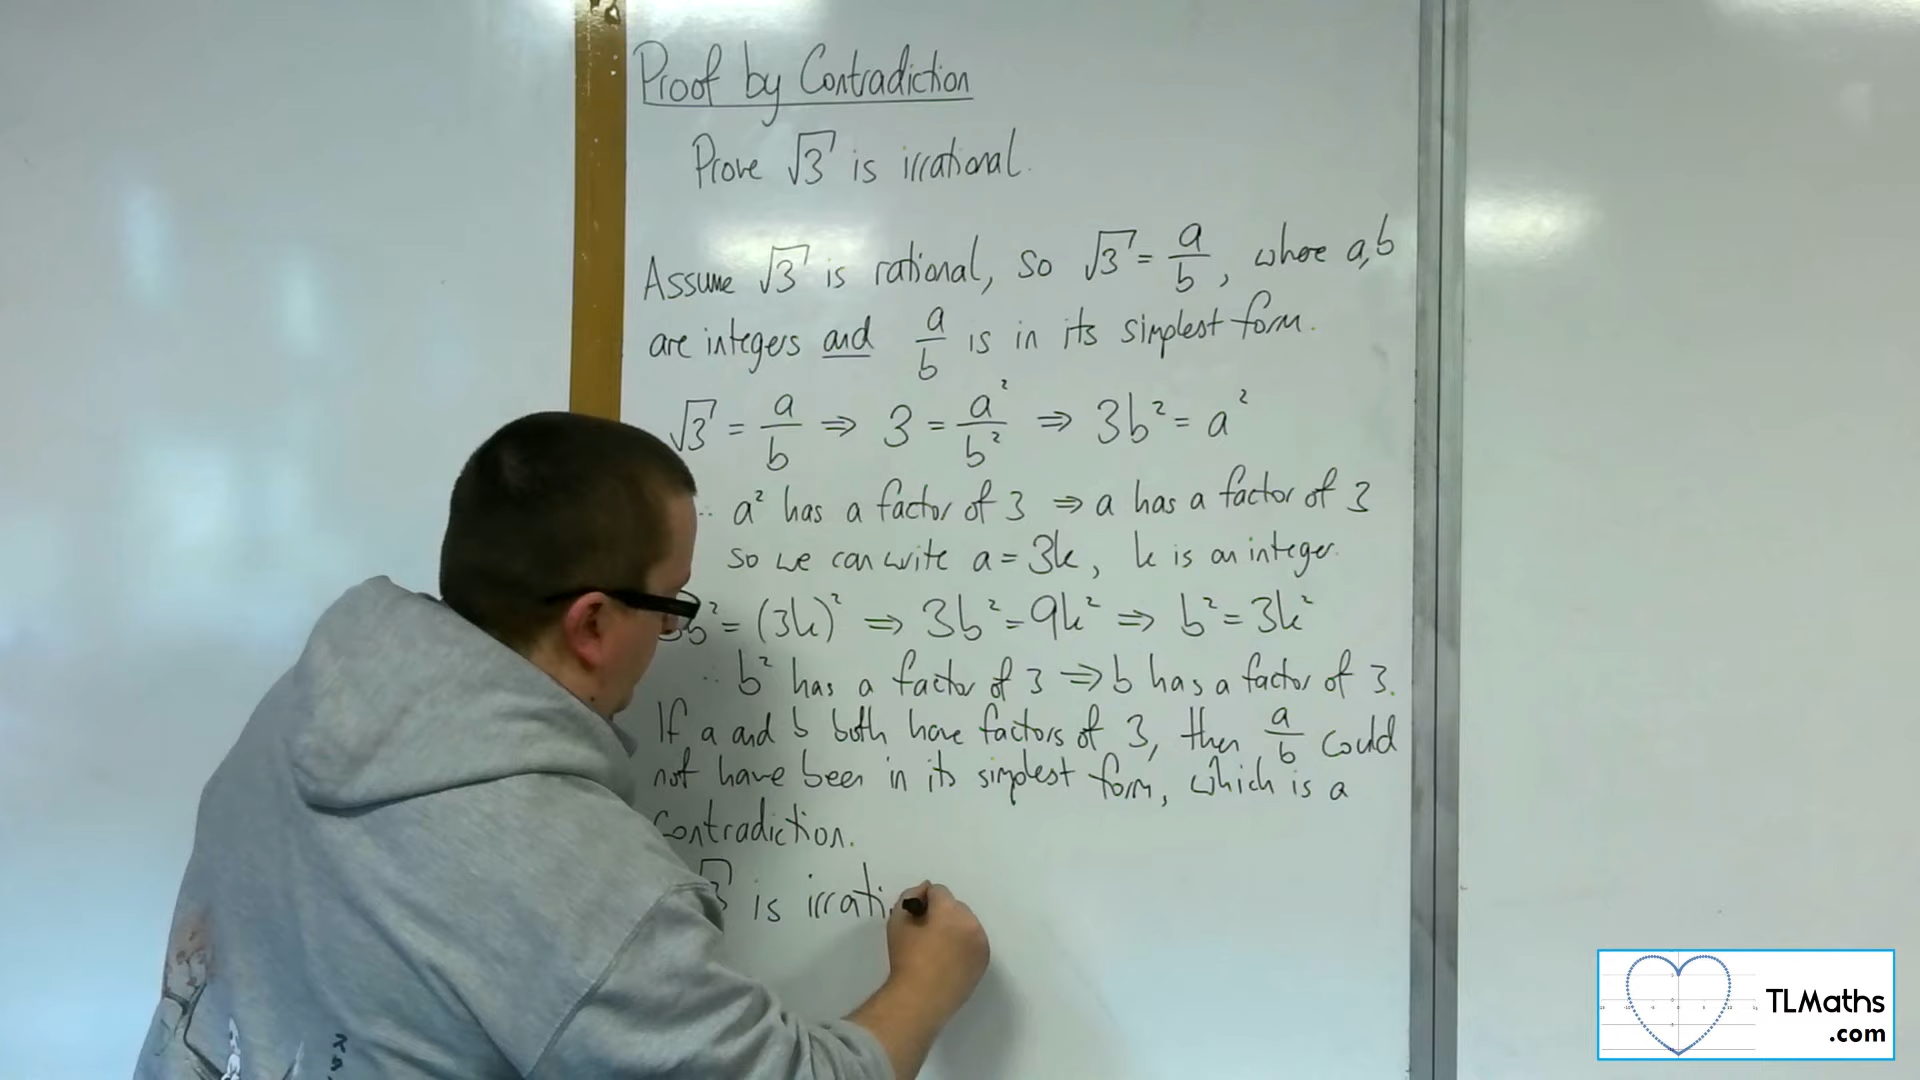 Proof by Contradiction
Prove √3 is irrational.
Assume √3 is rational, so √3 = a/b, where a,b
are integers and a/b is in its simplest form.
√3 = a/b ⇒ 3 = a²/b² ⇒ 3b² = a²
∴ a² has a factor of 3 ⇒ a has a factor of 3
so we can write a = 3k, k is an integer.
3b² = (3k)² ⇒ 3b² = 9k² ⇒ b² = 3k²
∴ b² has a factor of 3 ⇒ b has a factor of 3.
If a and b both have factors of 3, then a/b could
not have been in its simplest form, which is a
contradiction.
√3 is irrati
TLMaths
.com